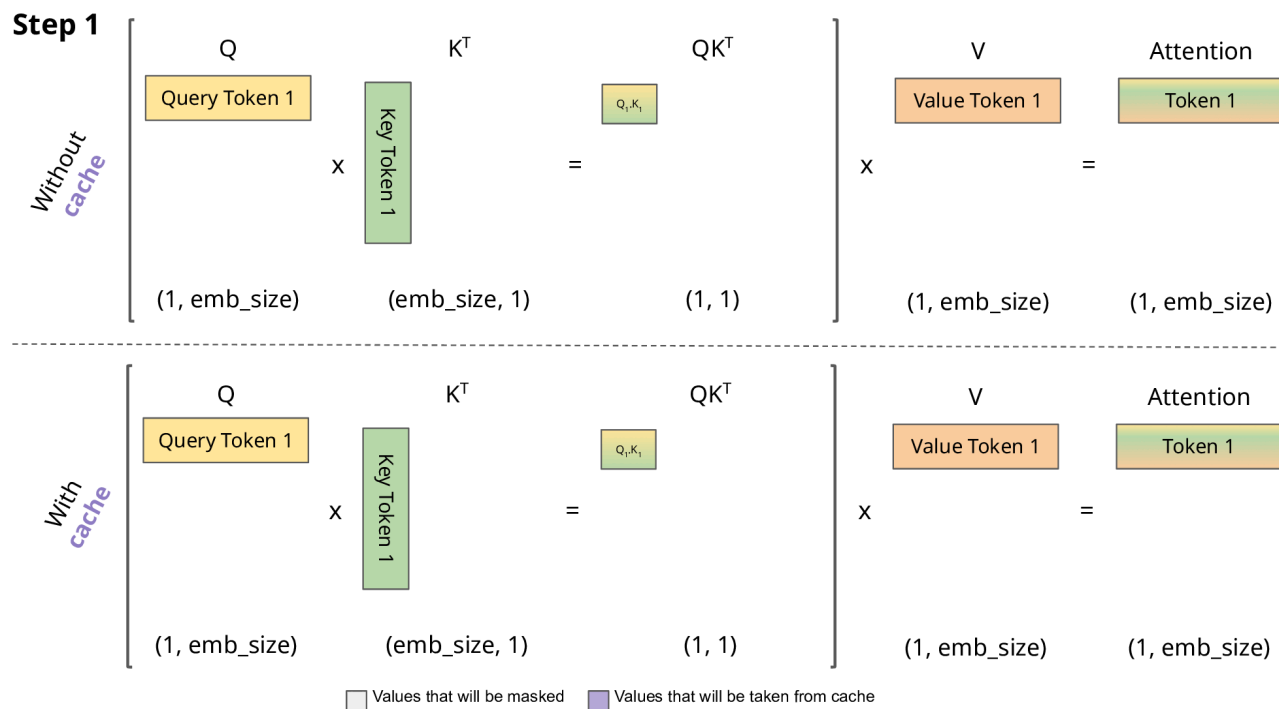 Step 1
Q
K^T
QK^T
V
Attention
Query Token 1
Key Token 1
Q₁.K₁
Value Token 1
Token 1
Without
cache
x
=
x
=
(1, emb_size)
(emb_size, 1)
(1, 1)
(1, emb_size)
(1, emb_size)
Q
K^T
QK^T
V
Attention
Query Token 1
Key Token 1
Q₁.K₁
Value Token 1
Token 1
With
cache
x
=
x
=
(1, emb_size)
(emb_size, 1)
(1, 1)
(1, emb_size)
(1, emb_size)
Values that will be masked
Values that will be taken from cache